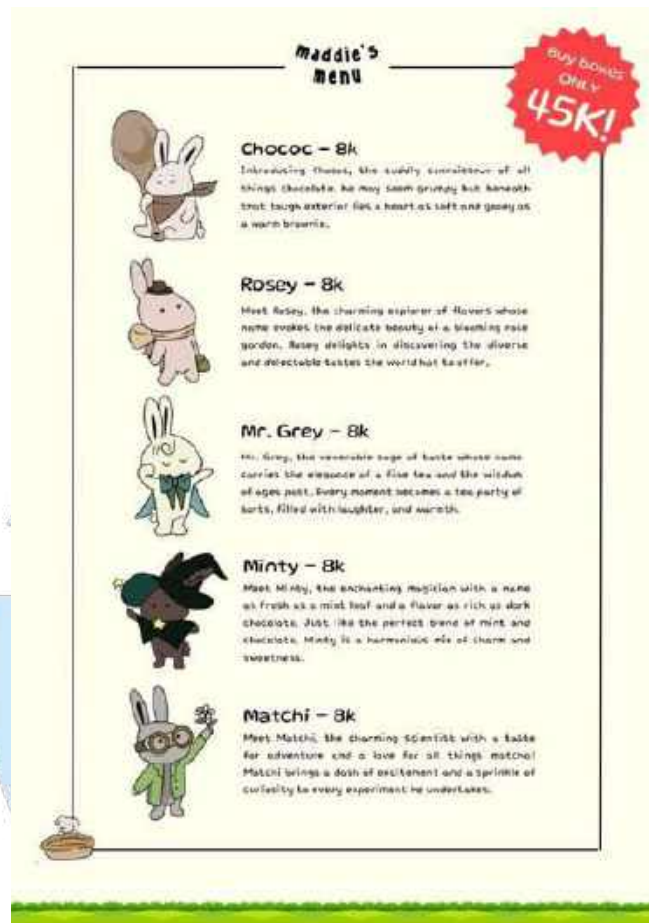 maddie's
menu
Buy boxes
ONLY
45K!
Chococ – 8k
Introducing Chococ, the cuddly connoisseur of all
things chocolate. he may seem grumpy but beneath
that tough exterior lies a heart as soft and gooey as
a warm brownie.
Rosey – 8k
Meet Rosey, the charming explorer of flavors whose
name evokes the delicate beauty of a blooming rose
garden. Rosey delights in discovering the diverse
and delectable tastes the world has to offer.
Mr. Grey – 8k
Mr. Grey, the venerable sage of taste whose name
carries the elegance of a fine tea and the wisdom
of ages past. Every moment becomes a tea party of
sorts, filled with laughter, and warmth.
Minty – 8k
Meet Minty, the enchanting magician with a name
as fresh as a mint leaf and a flavor as rich as dark
chocolate. Just like the perfect blend of mint and
chocolate, Minty is a harmonious mix of charm and
sweetness.
Matchi – 8k
Meet Matchi, the charming Scientist with a taste
for adventure and a love for all things matcha!
Matchi brings a dash of excitement and a sprinkle of
curiosity to every experiment he undertakes.